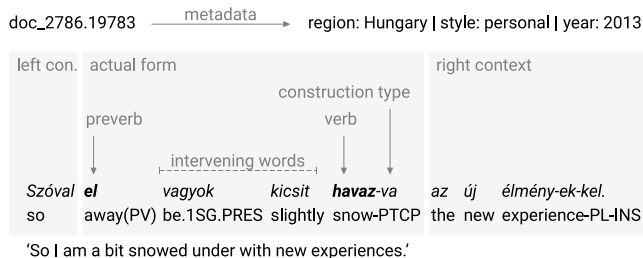 doc_2786.19783 metadata region: Hungary | style: personal | year: 2013
left con. actual form right context
construction type
preverb verb
intervening words
Szóval el vagyok kicsit havaz-va az új élmény-ek-kel.
so away(PV) be.1SG.PRES slightly snow-PTCP the new experience-PL-INS
‘So I am a bit snowed under with new experiences.’